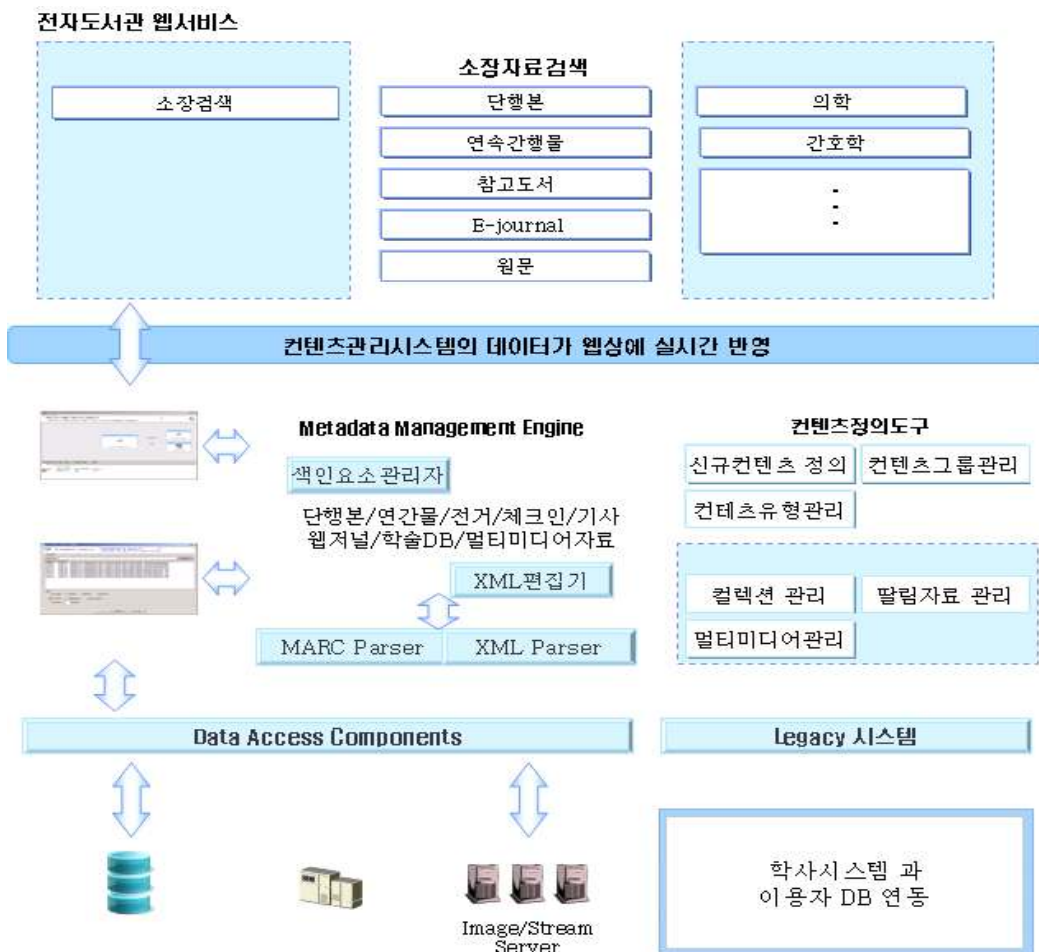 전자도서관 웹서비스
소장검색
소장자료검색
단행본
연속간행물
참고도서
E-journal
원문
의학
간호학
컨텐츠관리시스템의 데이터가 웹상에 실시간 반영
Metadata Management Engine
색인요소관리자
단행본/연간물/전거/체크인/기사
웹저널/학술DB/멀티미디어자료
XML편집기
MARC Parser
XML Parser
컨텐츠정의도구
신규컨텐츠 정의
컨텐츠그룹관리
컨테츠유형관리
컬렉션 관리
딸림자료 관리
멀티미디어관리
Data Access Components
Legacy 시스템
Image/Stream
Server
학사시스템 과
이용자 DB 연동